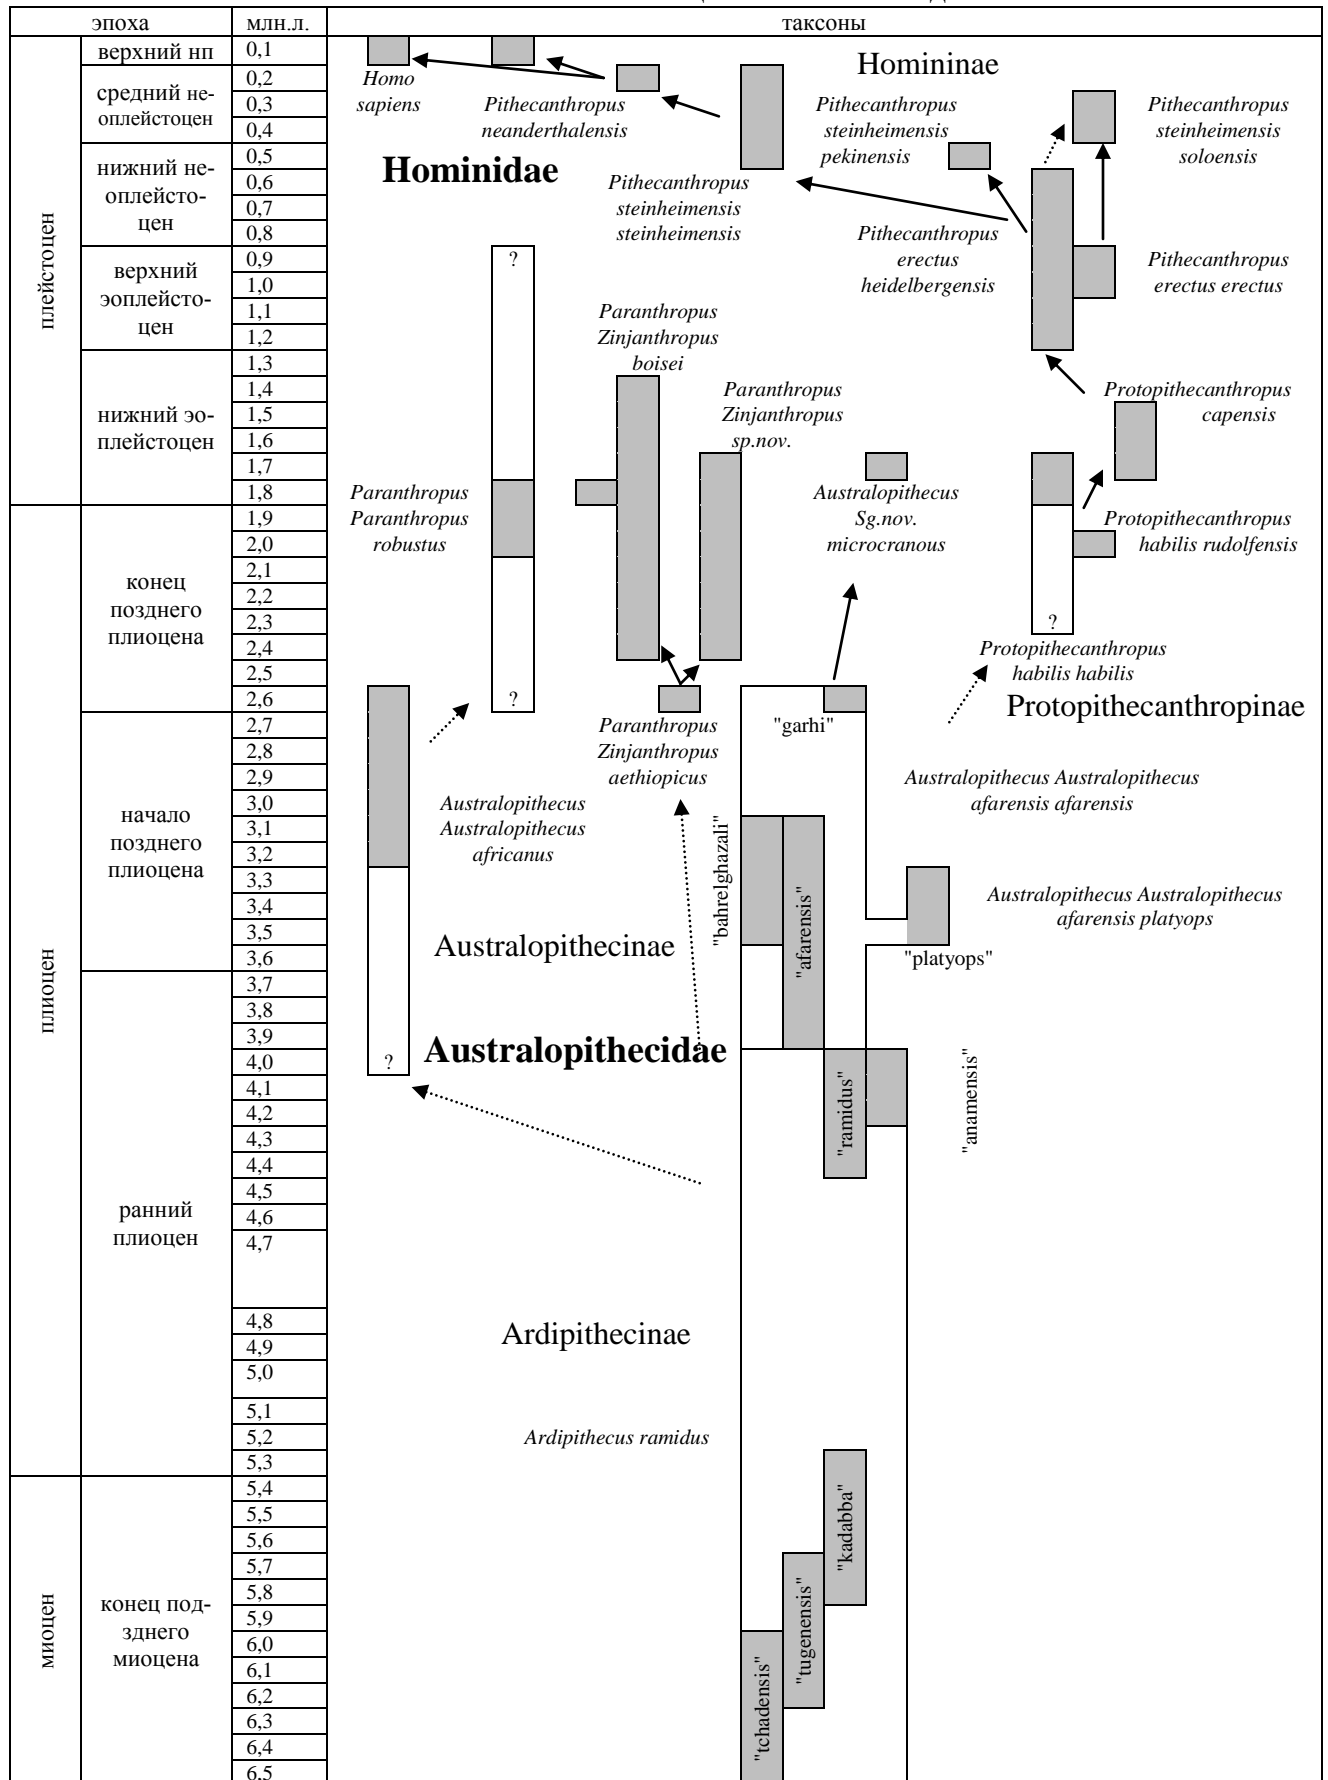 эпоха
млн.л.
таксоны
плейстоцен
верхний нп
0,1
средний не-
оплейстоцен
0,2
0,3
0,4
нижний не-
оплейсто-
цен
0,5
0,6
0,7
0,8
верхний
эоплейсто-
цен
0,9
1,0
1,1
1,2
нижний эо-
плейстоцен
1,3
1,4
1,5
1,6
1,7
1,8
плиоцен
конец
позднего
плиоцена
1,9
2,0
2,1
2,2
2,3
2,4
2,5
2,6
начало
позднего
плиоцена
2,7
2,8
2,9
3,0
3,1
3,2
3,3
3,4
3,5
3,6
ранний
плиоцен
3,7
3,8
3,9
4,0
4,1
4,2
4,3
4,4
4,5
4,6
4,7
4,8
4,9
5,0
5,1
5,2
5,3
миоцен
конец под-
зднего
миоцена
5,4
5,5
5,6
5,7
5,8
5,9
6,0
6,1
6,2
6,3
6,4
6,5
Homininae
Homo
sapiens
Pithecanthropus
neanderthalensis
Pithecanthropus
steinheimensis
pekinensis
Pithecanthropus
steinheimensis
soloensis
Hominidae
Pithecanthropus
steinheimensis
steinheimensis
Pithecanthropus
erectus
heidelbergensis
Pithecanthropus
erectus erectus
?
Paranthropus
Zinjanthropus
boisei
Paranthropus
Zinjanthropus
sp.nov.
Protopithecanthropus
capensis
Paranthropus
Paranthropus
robustus
Australopithecus
Sg.nov.
microcranous
Protopithecanthropus
habilis rudolfensis
?
Protopithecanthropus
habilis habilis
Protopithecanthropinae
?
"garhi"
Paranthropus
Zinjanthropus
aethiopicus
Australopithecus Australopithecus
afarensis afarensis
Australopithecus
Australopithecus
africanus
"bahrelghazali"
"afarensis"
Australopithecus Australopithecus
afarensis platyops
Australopithecinae
"platyops"
Australopithecidae
?
"ramidus"
"anamensis"
Ardipithecinae
Ardipithecus ramidus
"kadabba"
"tugenensis"
"tchadensis"